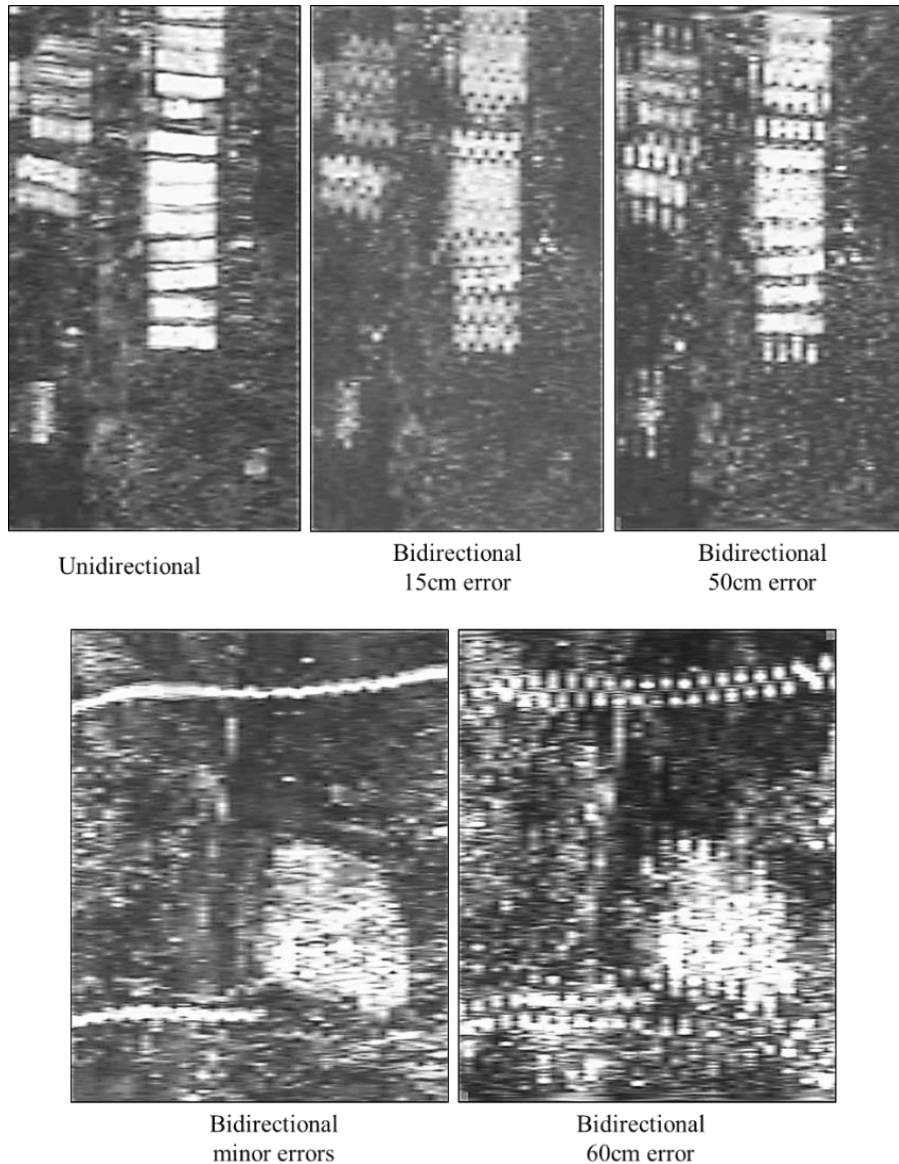 Unidirectional
Bidirectional
15cm error
Bidirectional
50cm error
Bidirectional
minor errors
Bidirectional
60cm error